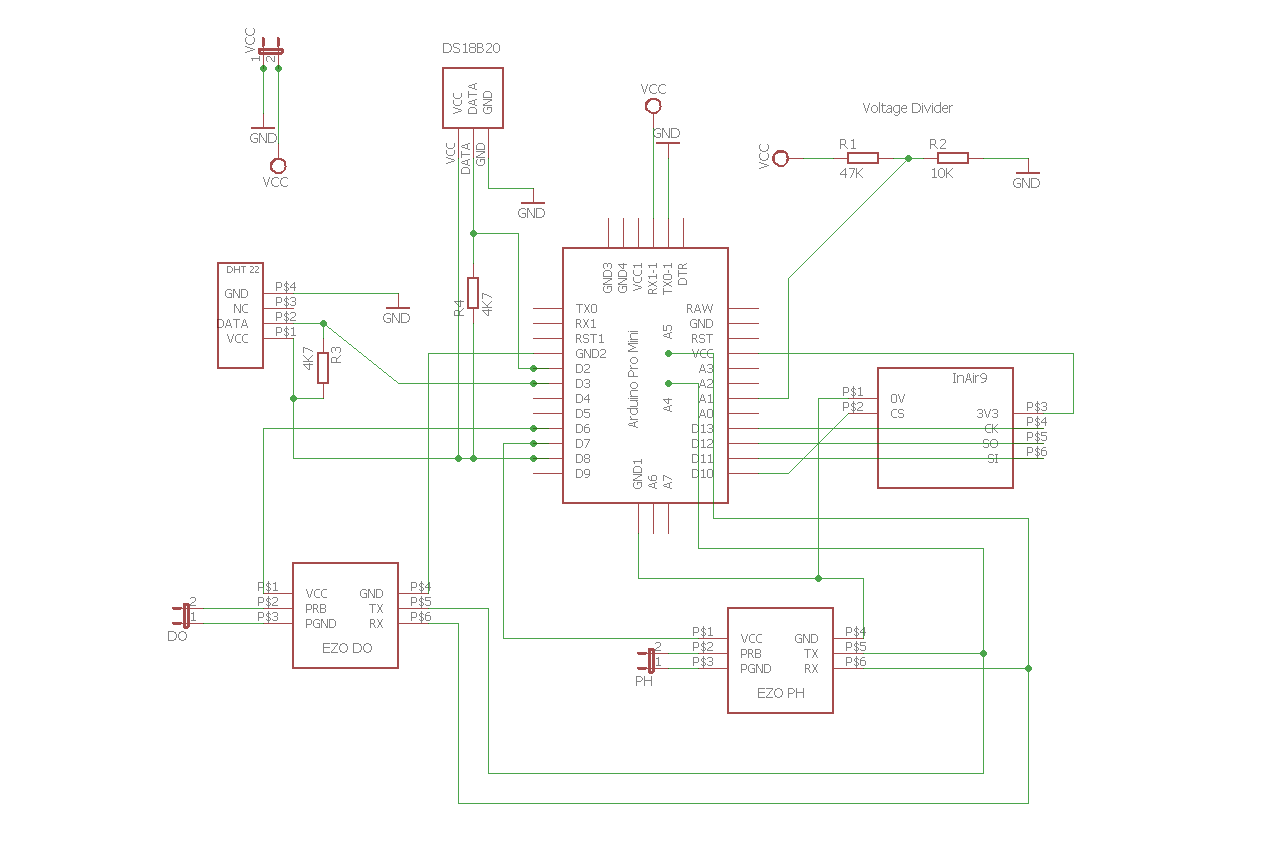 VCC
1
2
GND
VCC
DS18B20
VCC
DATA
GND
VCC
DATA
GND
GND
VCC
GND
Voltage Divider
VCC
R1
47K
R2
10K
GND
DHT 22
GND
NC
DATA
VCC
P$4
P$3
P$2
P$1
GND
4K7
R3
R4
4K7
GND3
GND4
VCC1
RX1-1
TX0-1
DTR
TX0
RX1
RST1
GND2
D2
D3
D4
D5
D6
D7
D8
D9
Arduino Pro Mini
A5
A4
RAW
GND
RST
VCC
A3
A2
A1
A0
D13
D12
D11
D10
GND1
A6
A7
InAir9
P$1
P$2
0V
CS
3V3
CK
SO
SI
P$3
P$4
P$5
P$6
DO
2
1
P$1
P$2
P$3
VCC
PRB
PGND
GND
TX
RX
EZO DO
P$4
P$5
P$6
PH
2
1
P$1
P$2
P$3
VCC
PRB
PGND
GND
TX
RX
EZO PH
P$4
P$5
P$6